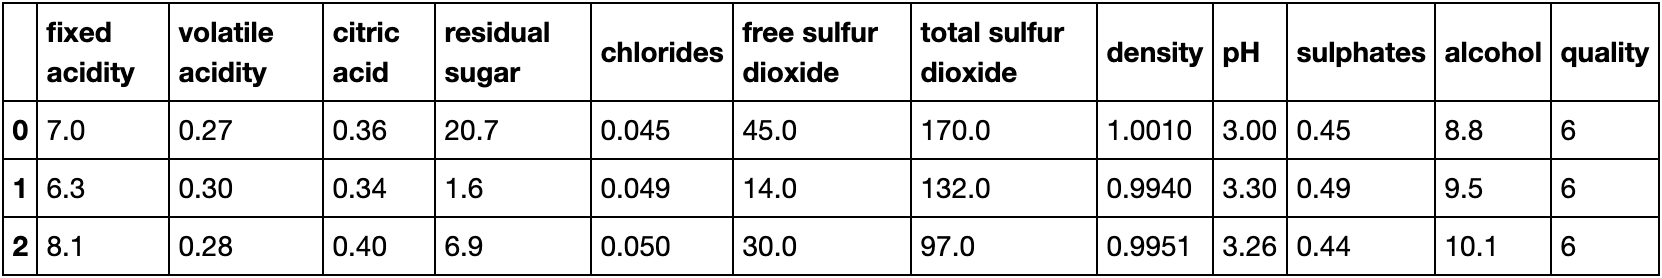 fixed acidity volatile acidity citric acid residual sugar chlorides free sulfur dioxide total sulfur dioxide density pH sulphates alcohol quality
0 7.0 0.27 0.36 20.7 0.045 45.0 170.0 1.0010 3.00 0.45 8.8 6
1 6.3 0.30 0.34 1.6 0.049 14.0 132.0 0.9940 3.30 0.49 9.5 6
2 8.1 0.28 0.40 6.9 0.050 30.0 97.0 0.9951 3.26 0.44 10.1 6